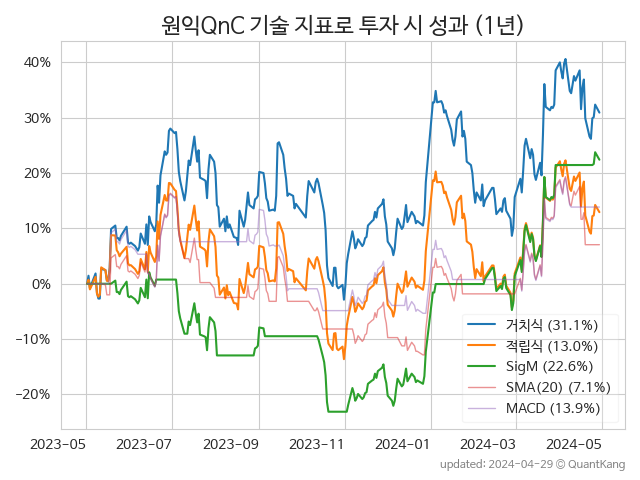 원익QnC 기술 지표로 투자 시 성과 (1년)
40%
30%
20%
10%
0%
−10%
−20%
거치식 (31.1%)
적립식 (13.0%)
SigM (22.6%)
SMA(20) (7.1%)
MACD (13.9%)
2023-05 2023-07 2023-09 2023-11 2024-01 2024-03 2024-05
updated: 2024-04-29 © QuantKang